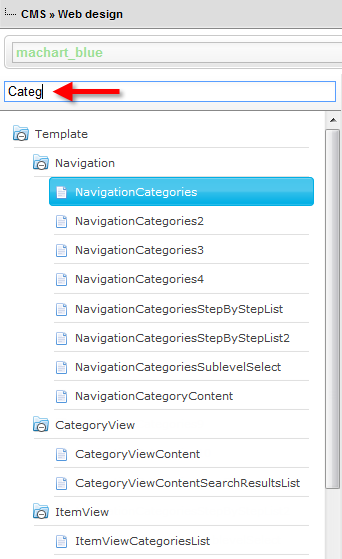 CMS » Web design
machart_blue
Categ
Template
Navigation
NavigationCategories
NavigationCategories2
NavigationCategories3
NavigationCategories4
NavigationCategoriesStepByStepList
NavigationCategoriesStepByStepList2
NavigationCategoriesSublevelSelect
NavigationCategoryContent
CategoryView
CategoryViewContent
CategoryViewContentSearchResultsList
ItemView
ItemViewCategoriesList